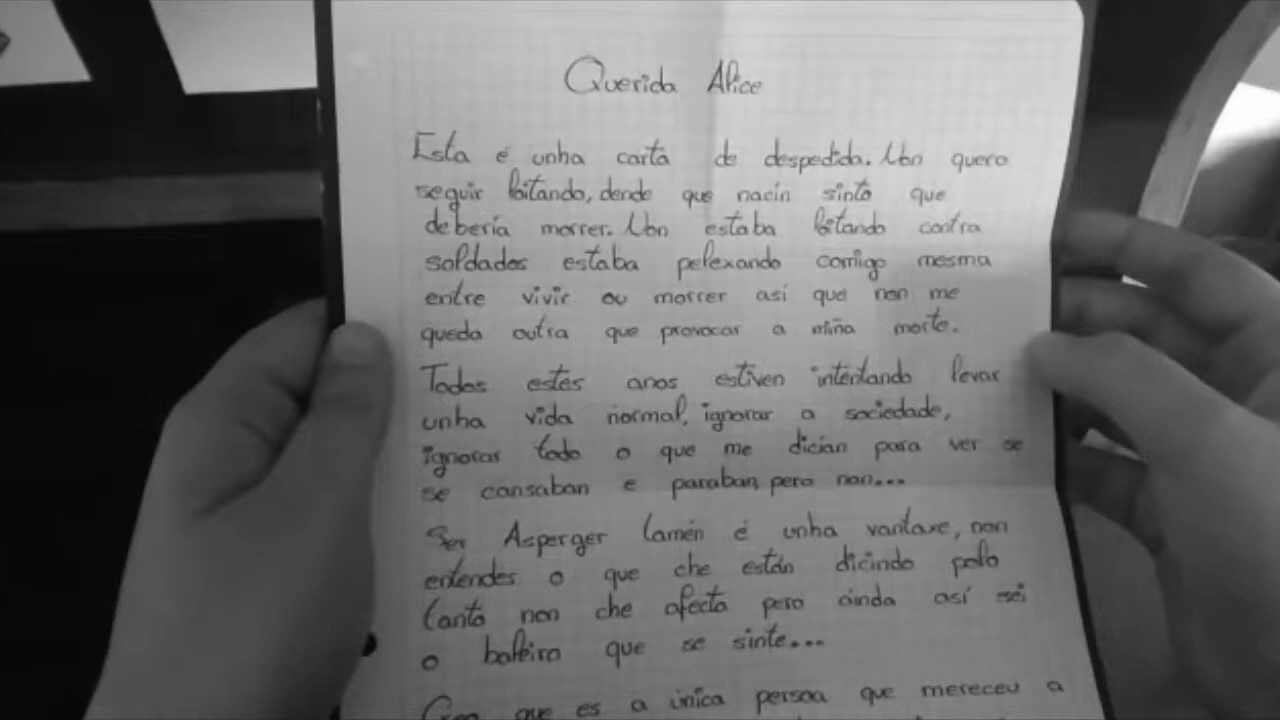 Querida Alice
Esta é unha carta de despedida. Non quero
seguir loitando, dende que nacín sinto que
debería morrer. Non estaba loitando contra
soldados estaba pelexando comigo mesma
entre vivir ou morrer así que non me
queda outra que provocar a miña morte.
Todos estes anos estiven intentando levar
unha vida normal, ignorar a sociedade,
ignorar todo o que me dician para ver se
se cansaban e paraban, pero non...
Ser Asperger tamén é unha vantaxe, non
entendes o que che están dicindo polo
tanto non che afecta pero ainda así sei
o baleiro que se sinte...
Creo que es a única persoa que mereceu a